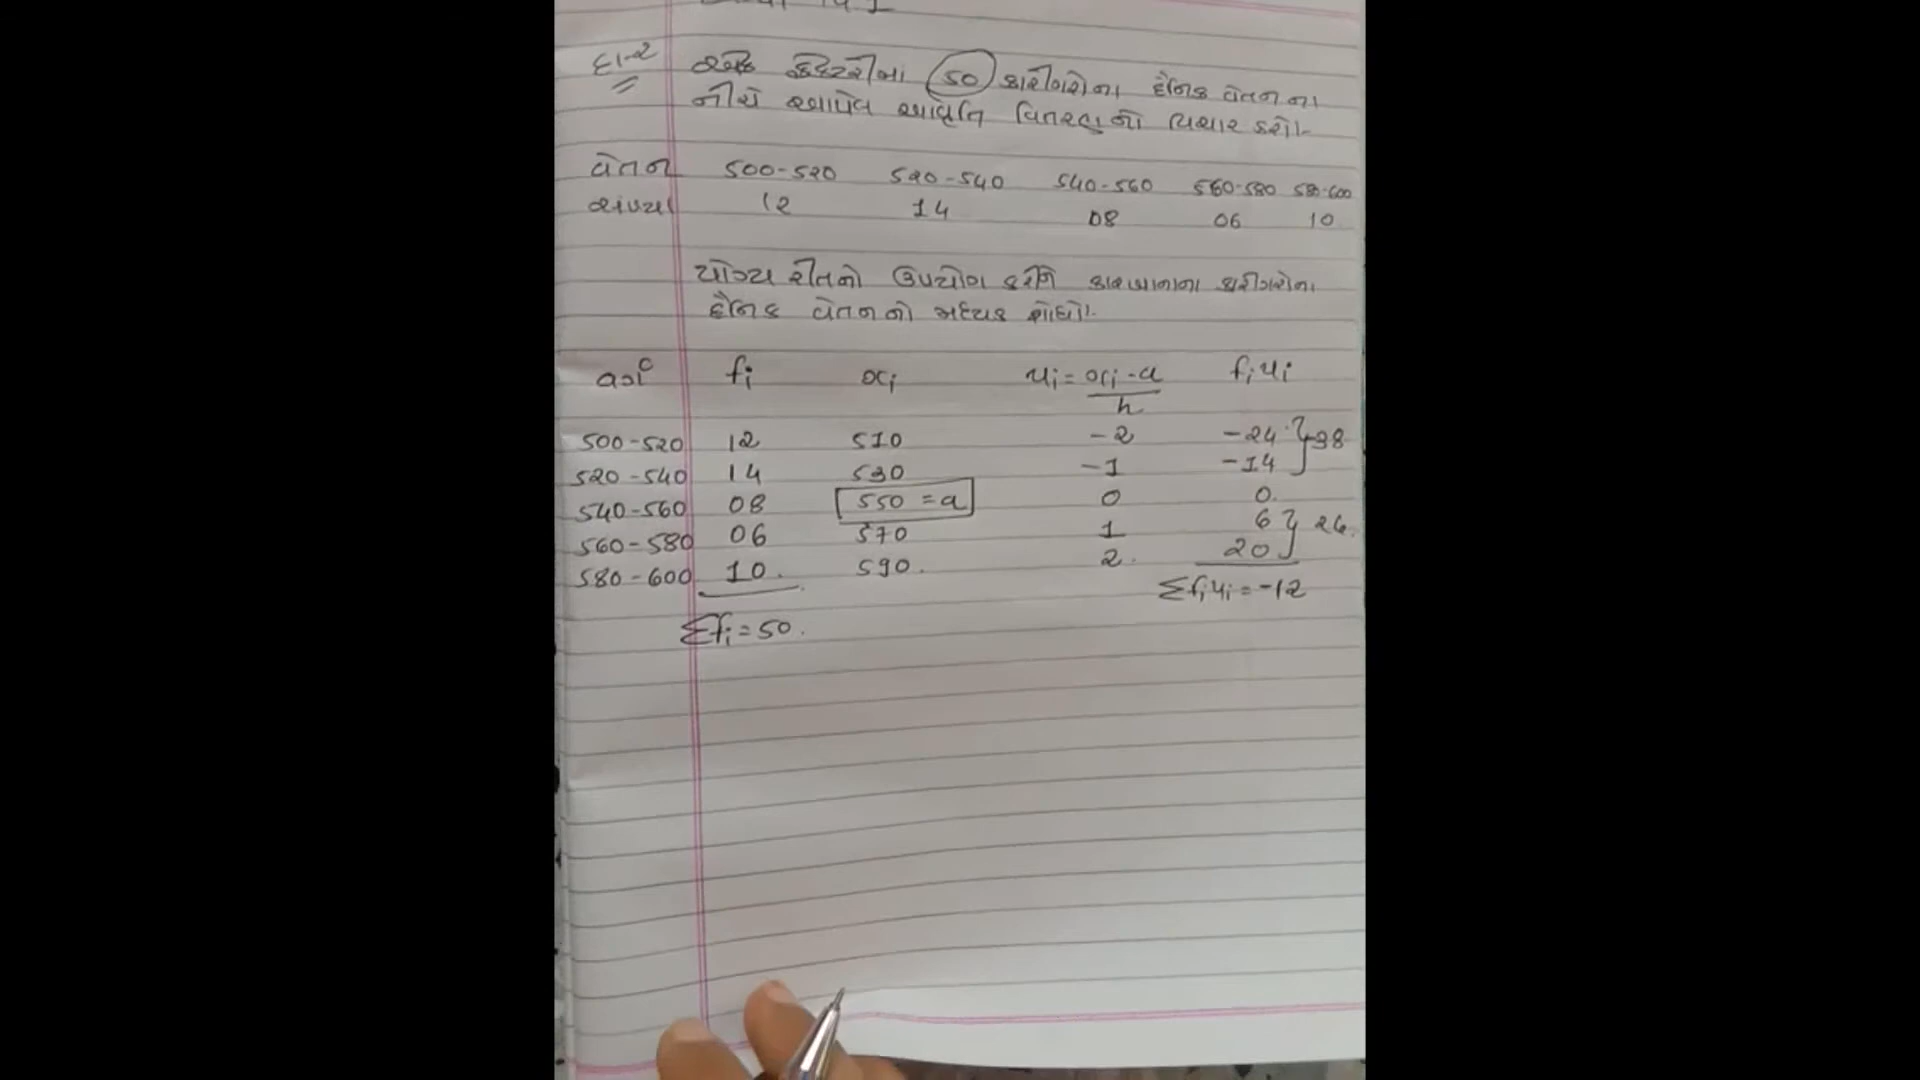 દા-૨ એક ફેક્ટરીના 50 કારીગરોના દૈનિક વેતનના
નીચે આપેલ આવૃત્તિ વિતરણનો વિચાર કરો.
વેતન 500-520 520-540 540-560 560-580 580-600
સંખ્યા 12 14 08 06 10
યોગ્ય રીતનો ઉપયોગ કરીને કારખાનાના કારીગરોના
દૈનિક વેતનનો મધ્યક શોધો.
વર્ગ fi xi ui = xi - a / h fiui
500-520 12 510 -2 -24 } -38
520-540 14 530 -1 -14
540-560 08 550 = a 0 0.
560-580 06 570 1 6 } 26.
580-600 10. 590. 2. 20
Σfiui = -12
Σfi = 50.